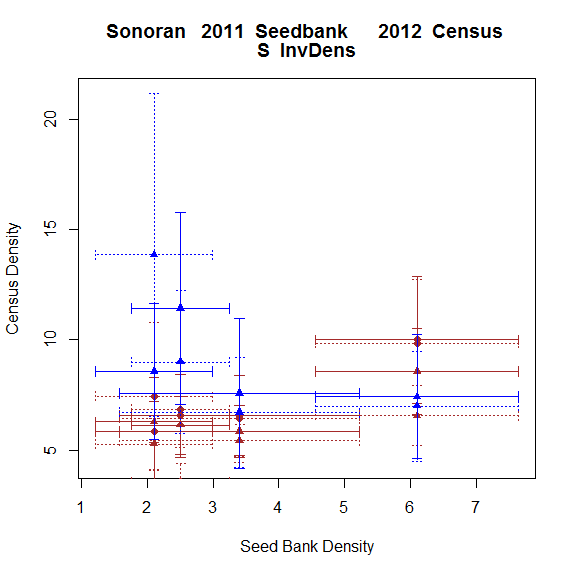 Sonoran 2011 Seedbank 2012 Census
S InvDens
20
15
10
5
Census Density
1 2 3 4 5 6 7
Seed Bank Density